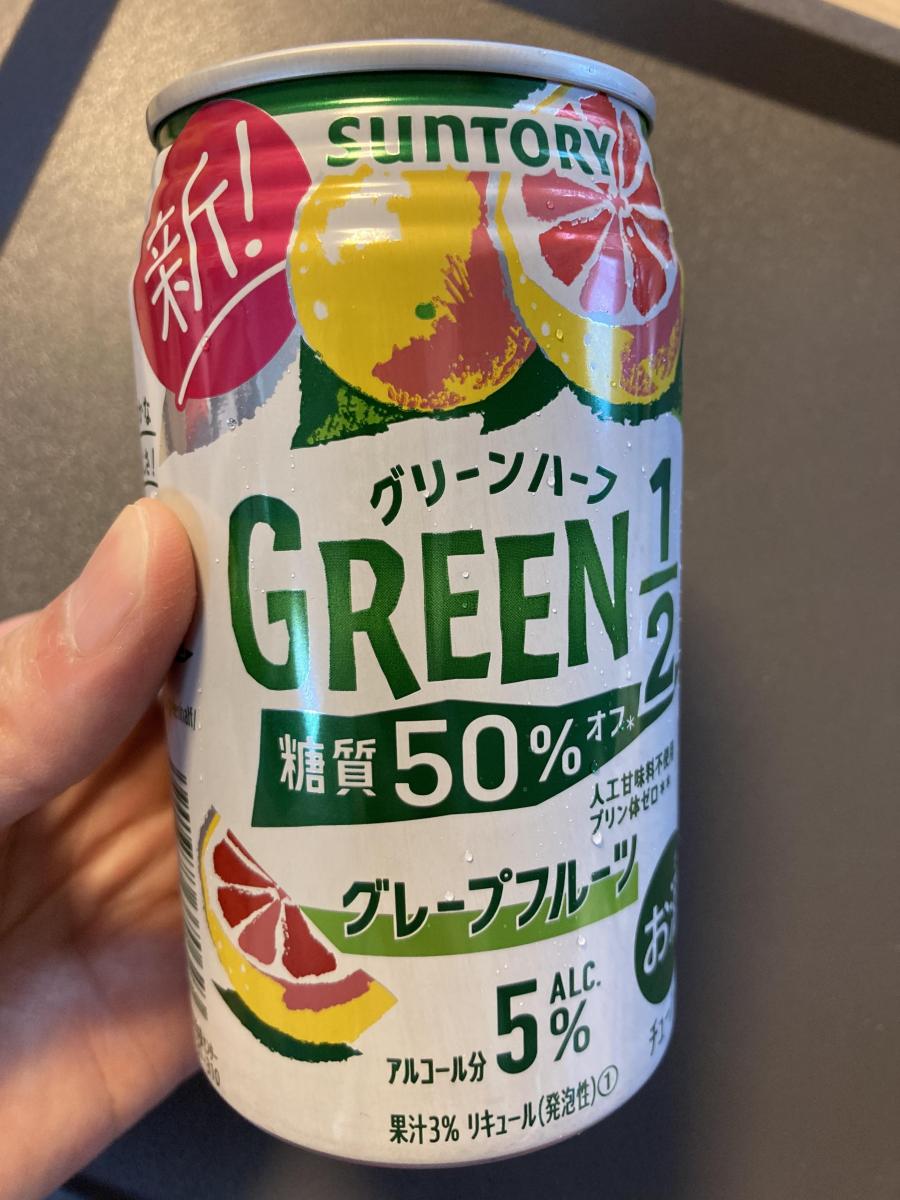 新!
SUNTORY
グリーンハーフ
GREEN 1/2
糖質50%オフ*
人工甘味料不使用
プリン体ゼロ**
グレープフルーツ
ALC.
5%
アルコール分
果汁3% リキュール(発泡性)①